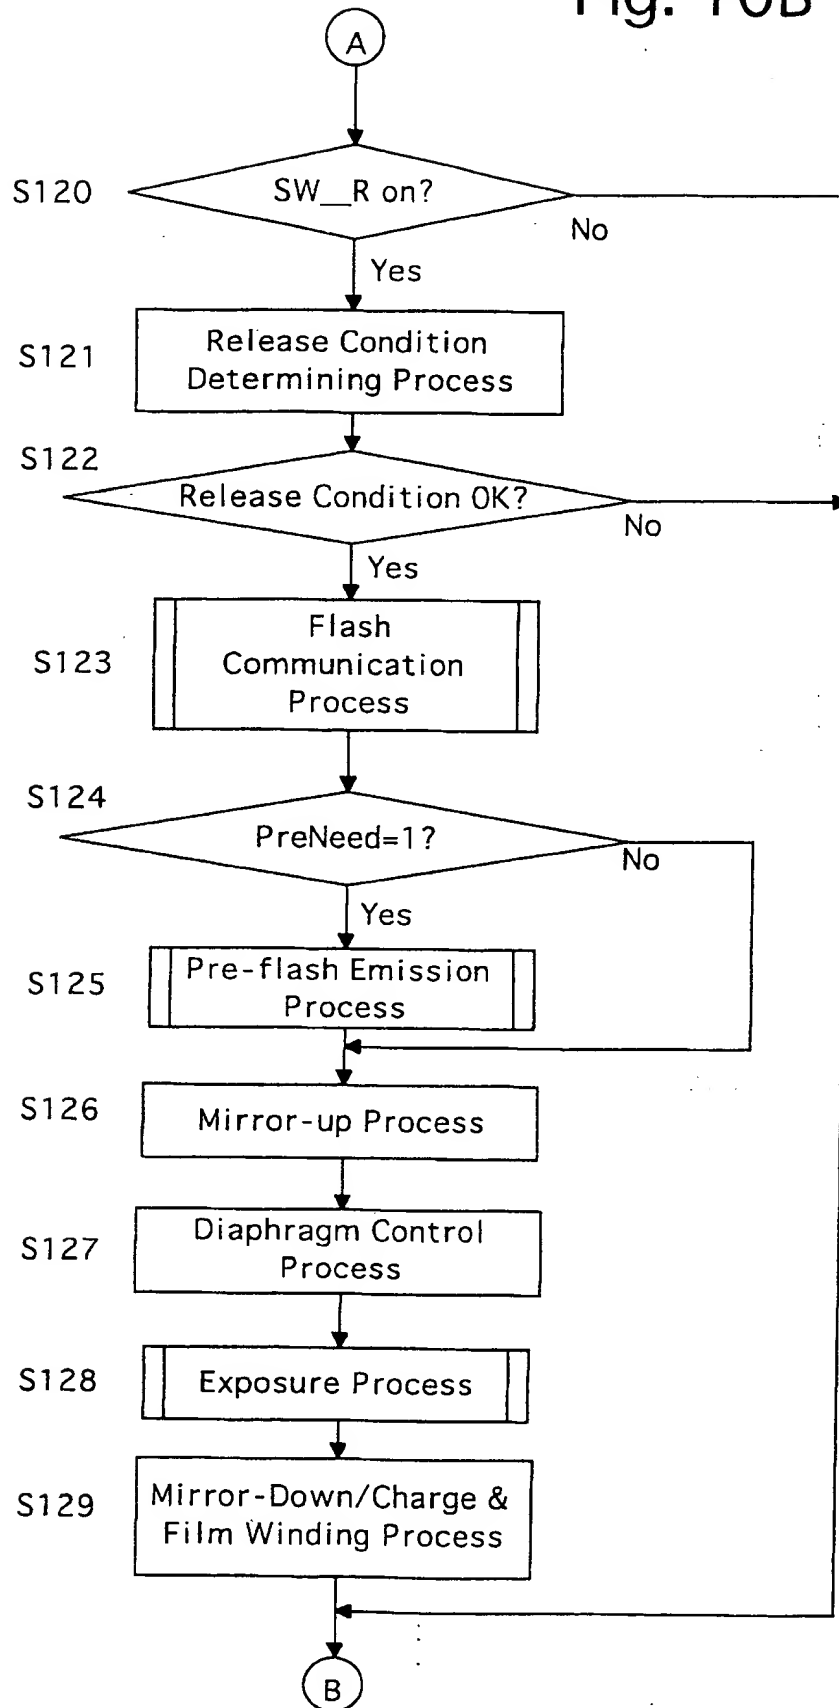 Fig. 10B
A
S120
SW__R on?
No
Yes
S121
Release Condition
Determining Process
S122
Release Condition OK?
No
Yes
S123
Flash
Communication
Process
S124
PreNeed=1?
No
Yes
S125
Pre-flash Emission
Process
S126
Mirror-up Process
S127
Diaphragm Control
Process
S128
Exposure Process
S129
Mirror-Down/Charge &
Film Winding Process
B